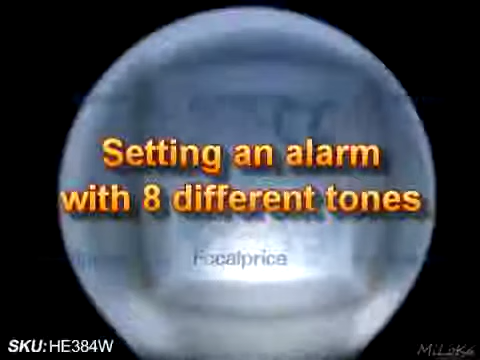 Setting an alarm
with 8 different tones
Focalprice
SKU: HE384W